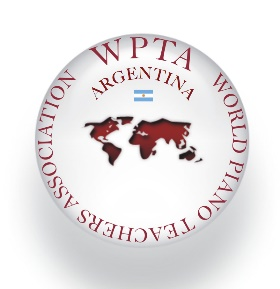 WPTA
ARGENTINA
WORLD PIANO TEACHERS ASSOCIATION